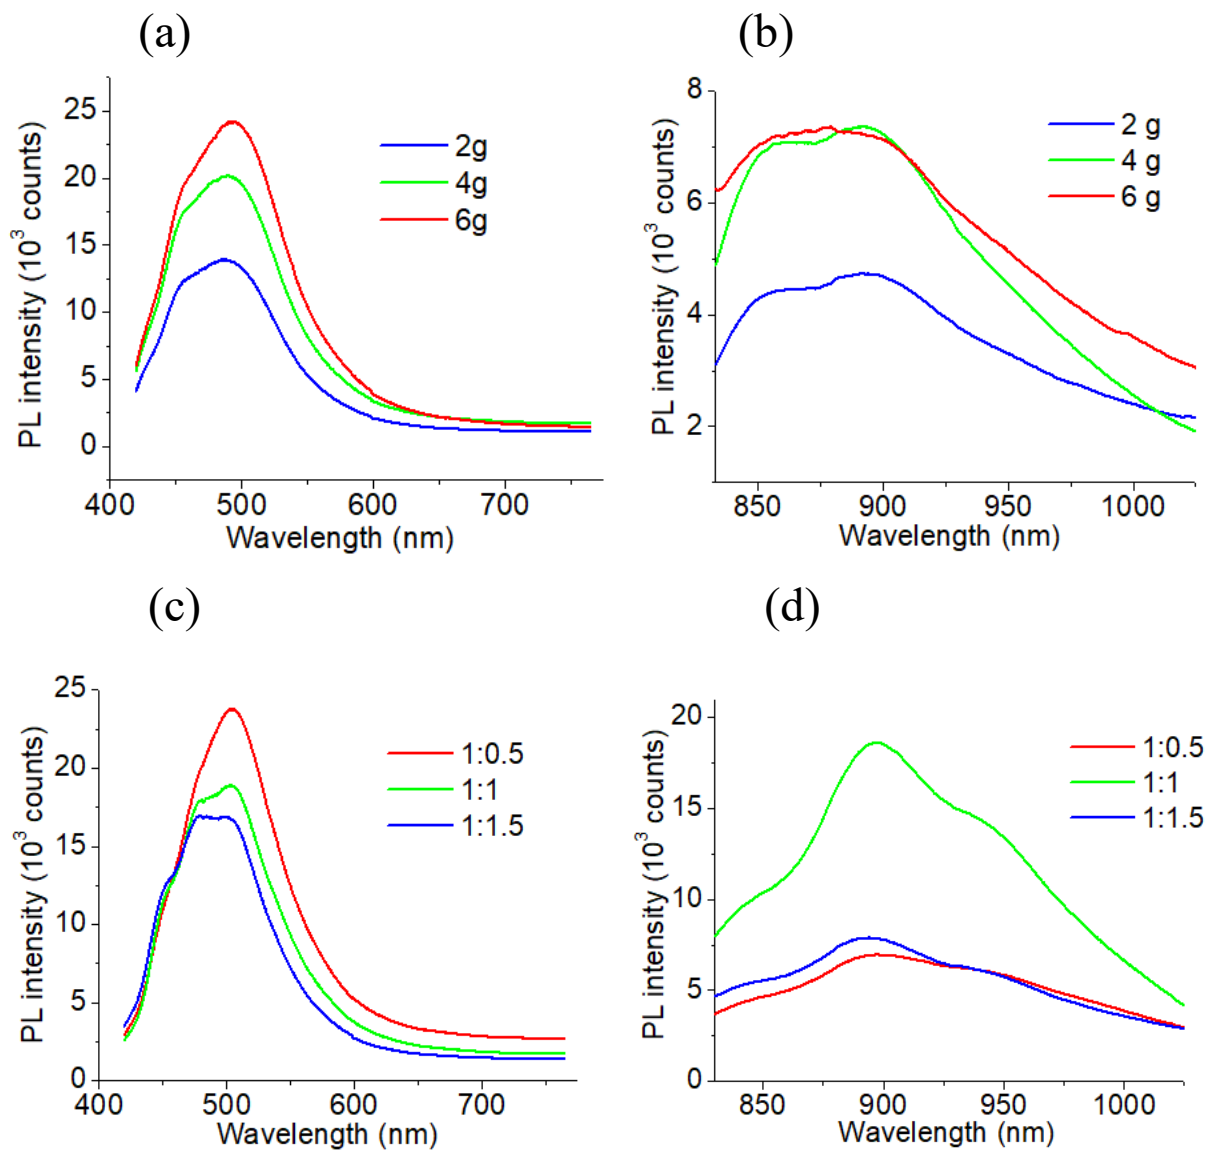 (a)
PL intensity (10³ counts)
25
20
15
10
5
0
2g
4g
6g
400 500 600 700
Wavelength (nm)
(b)
PL intensity (10³ counts)
8
6
4
2
2 g
4 g
6 g
850 900 950 1000
Wavelength (nm)
(c)
PL intensity (10³ counts)
25
20
15
10
5
0
1:0.5
1:1
1:1.5
400 500 600 700
Wavelength (nm)
(d)
PL intensity (10³ counts)
20
15
10
5
0
1:0.5
1:1
1:1.5
850 900 950 1000
Wavelength (nm)